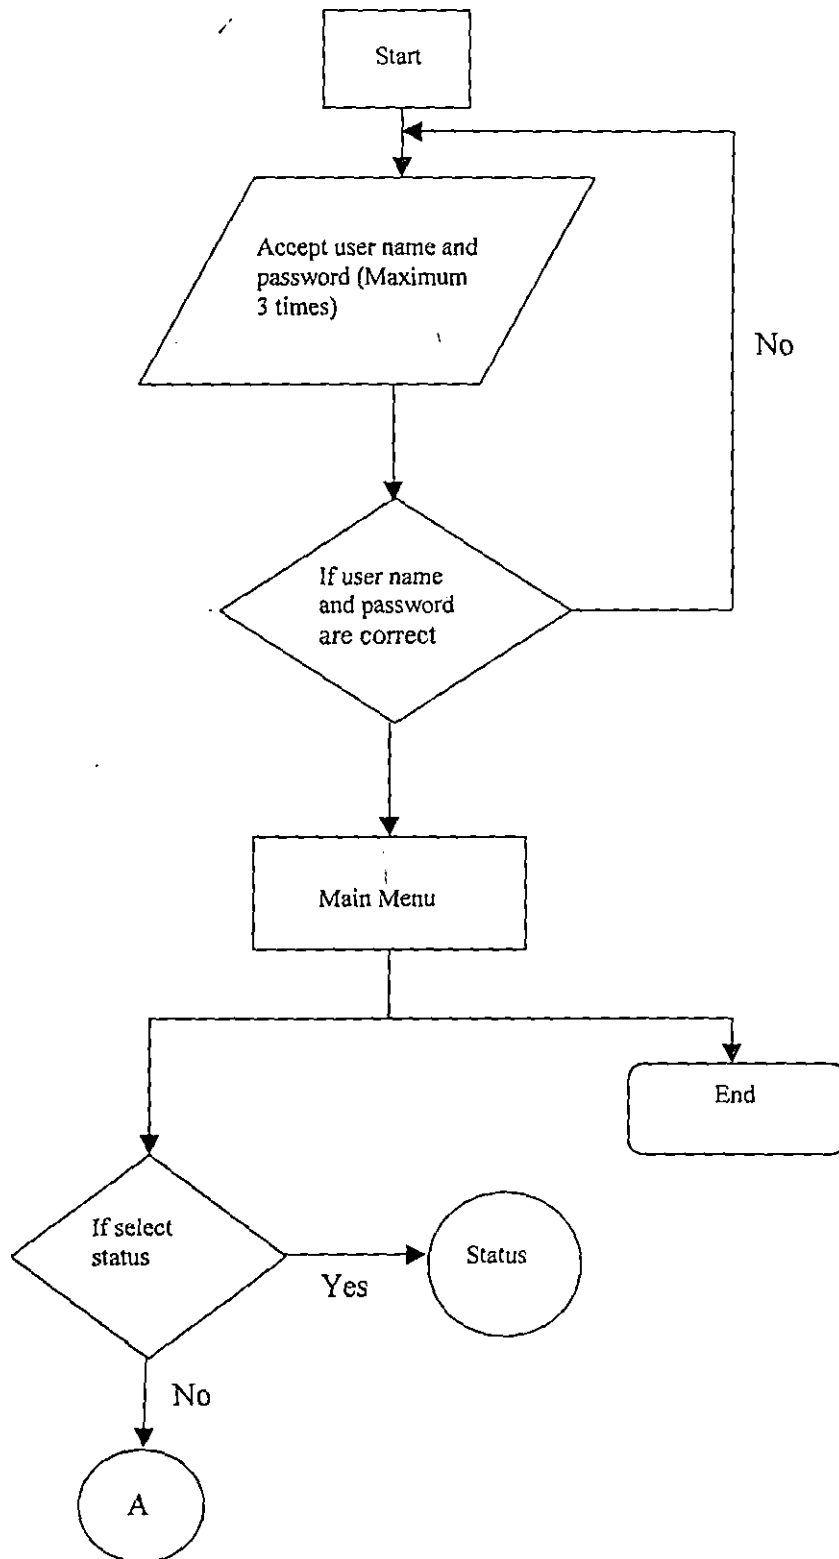 Start
Accept user name and
password (Maximum
3 times)
No
If user name
and password
are correct
Main Menu
End
If select
status
Yes
Status
No
A